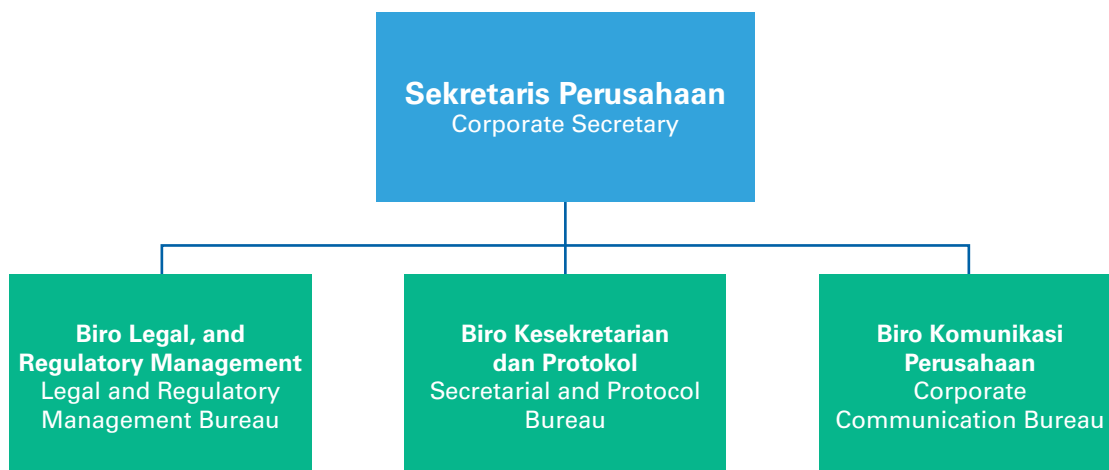 Sekretaris Perusahaan
Corporate Secretary
Biro Legal, and
Regulatory Management
Legal and Regulatory
Management Bureau
Biro Kesekretarian
dan Protokol
Secretarial and Protocol
Bureau
Biro Komunikasi
Perusahaan
Corporate
Communication Bureau